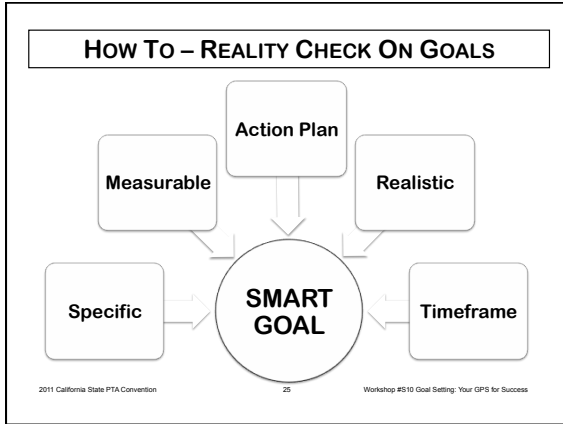 HOW TO – REALITY CHECK ON GOALS
Action Plan
Measurable
Realistic
Specific
SMART
GOAL
Timeframe
2011 California State PTA Convention
25
Workshop #S10 Goal Setting: Your GPS for Success